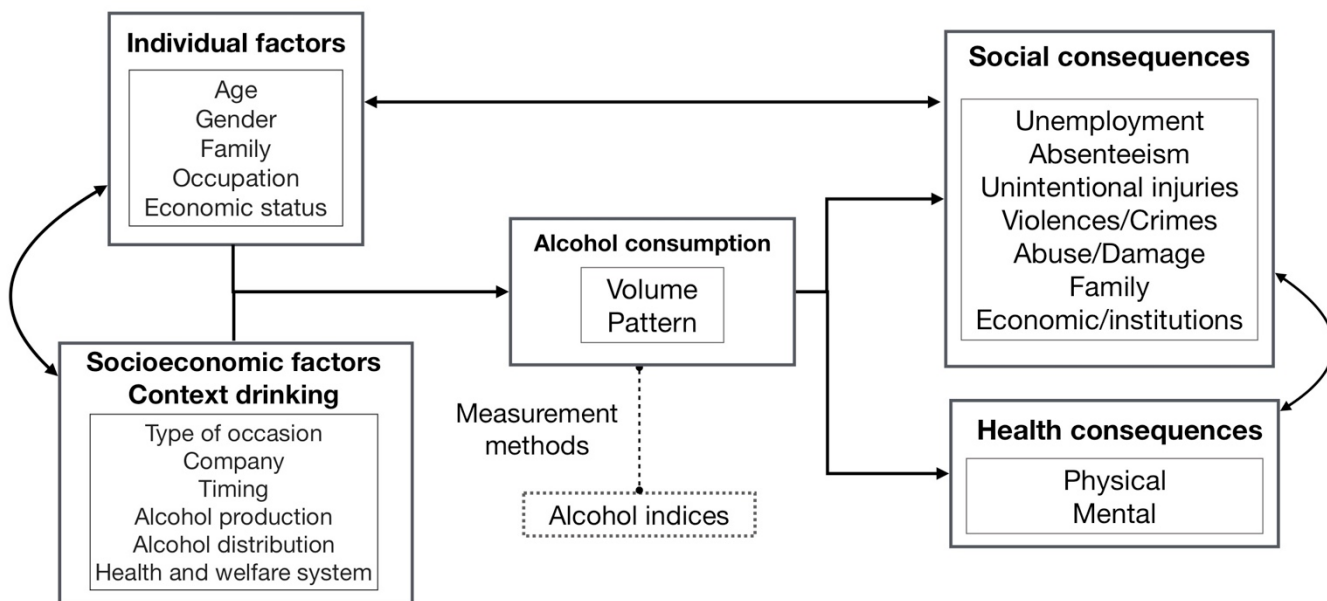 Individual factors
Age
Gender
Family
Occupation
Economic status
Socioeconomic factors
Context drinking
Type of occasion
Company
Timing
Alcohol production
Alcohol distribution
Health and welfare system
Alcohol consumption
Volume
Pattern
Measurement
methods
Alcohol indices
Social consequences
Unemployment
Absenteeism
Unintentional injuries
Violences/Crimes
Abuse/Damage
Family
Economic/institutions
Health consequences
Physical
Mental